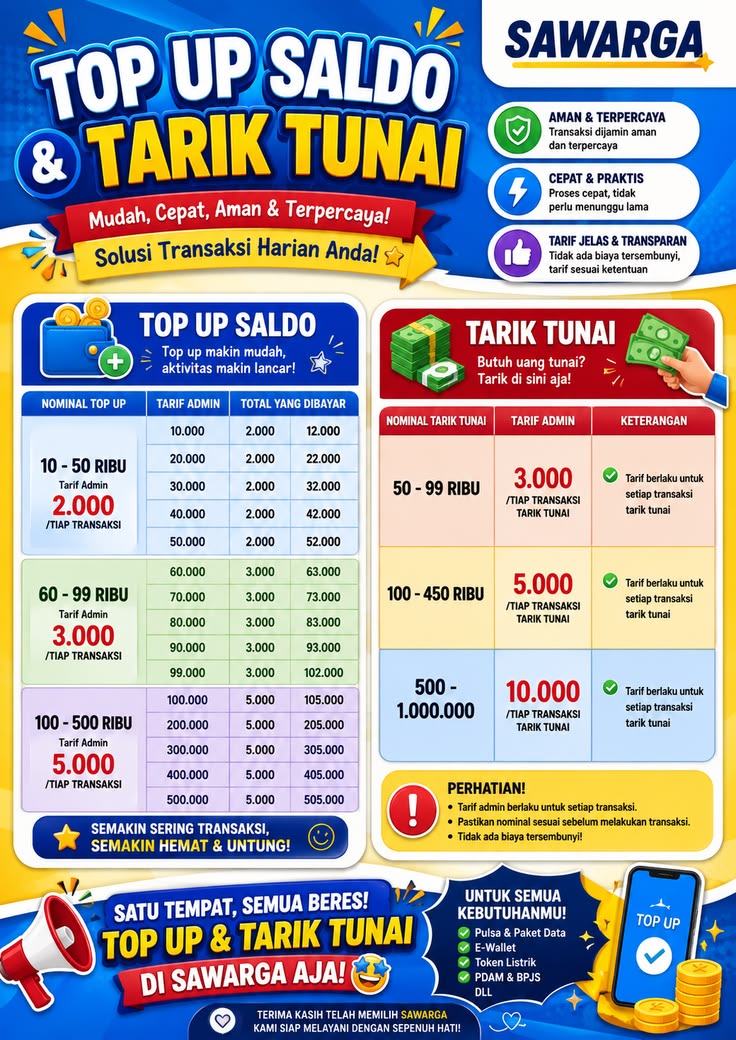 SAWARGA
TOP UP SALDO
& TARIK TUNAI
Mudah, Cepat, Aman & Terpercaya!
Solusi Transaksi Harian Anda!
AMAN & TERPERCAYA
Transaksi dijamin aman
dan terpercaya
CEPAT & PRAKTIS
Proses cepat, tidak
perlu menunggu lama
TARIF JELAS & TRANSPARAN
Tidak ada biaya tersembunyi,
tarif sesuai ketentuan
TOP UP SALDO
Top up makin mudah,
aktivitas makin lancar!
NOMINAL TOP UP TARIF ADMIN TOTAL YANG DIBAYAR
10 - 50 RIBU
Tarif Admin
2.000
/TIAP TRANSAKSI
10.000 2.000 12.000
20.000 2.000 22.000
30.000 2.000 32.000
40.000 2.000 42.000
50.000 2.000 52.000
60 - 99 RIBU
Tarif Admin
3.000
/TIAP TRANSAKSI
60.000 3.000 63.000
70.000 3.000 73.000
80.000 3.000 83.000
90.000 3.000 93.000
99.000 3.000 102.000
100 - 500 RIBU
Tarif Admin
5.000
/TIAP TRANSAKSI
100.000 5.000 105.000
200.000 5.000 205.000
300.000 5.000 305.000
400.000 5.000 405.000
500.000 5.000 505.000
SEMAKIN SERING TRANSAKSI,
SEMAKIN HEMAT & UNTUNG!
TARIK TUNAI
Butuh uang tunai?
Tarik di sini aja!
NOMINAL TARIK TUNAI TARIF ADMIN KETERANGAN
50 - 99 RIBU
3.000
/TIAP TRANSAKSI
TARIK TUNAI
Tarif berlaku untuk
setiap transaksi
tarik tunai
100 - 450 RIBU
5.000
/TIAP TRANSAKSI
TARIK TUNAI
Tarif berlaku untuk
setiap transaksi
tarik tunai
500 -
1.000.000
10.000
/TIAP TRANSAKSI
TARIK TUNAI
Tarif berlaku untuk
setiap transaksi
tarik tunai
PERHATIAN!
• Tarif admin berlaku untuk setiap transaksi.
• Pastikan nominal sesuai sebelum melakukan transaksi.
• Tidak ada biaya tersembunyi!
SATU TEMPAT, SEMUA BERES!
TOP UP & TARIK TUNAI
DI SAWARGA AJA!
UNTUK SEMUA
KEBUTUHANMU!
Pulsa & Paket Data
E-Wallet
Token Listrik
PDAM & BPJS
DLL
TOP UP
TERIMA KASIH TELAH MEMILIH SAWARGA
KAMI SIAP MELAYANI DENGAN SEPENUH HATI!